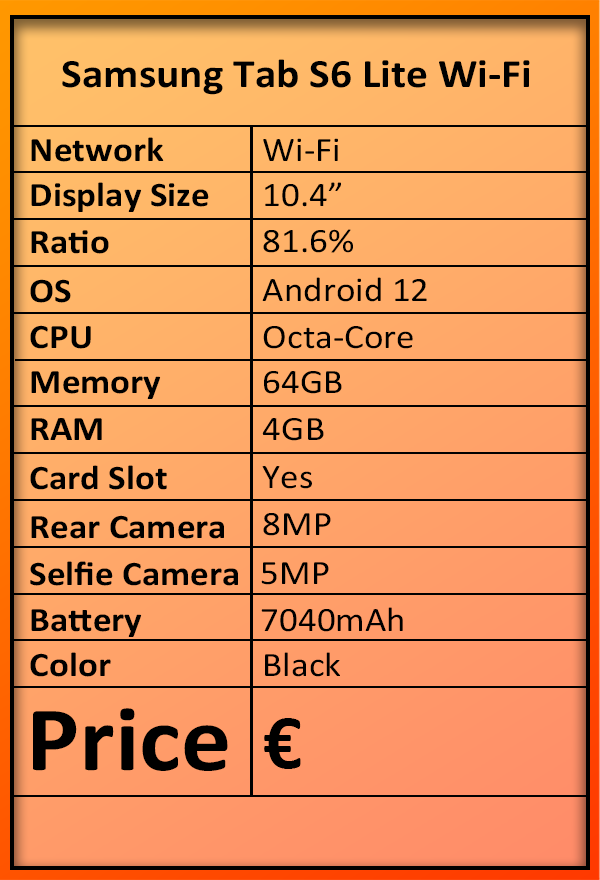 Samsung Tab S6 Lite Wi-Fi
Network Wi-Fi
Display Size 10.4”
Ratio 81.6%
OS Android 12
CPU Octa-Core
Memory 64GB
RAM 4GB
Card Slot Yes
Rear Camera 8MP
Selfie Camera 5MP
Battery 7040mAh
Color Black
Price €